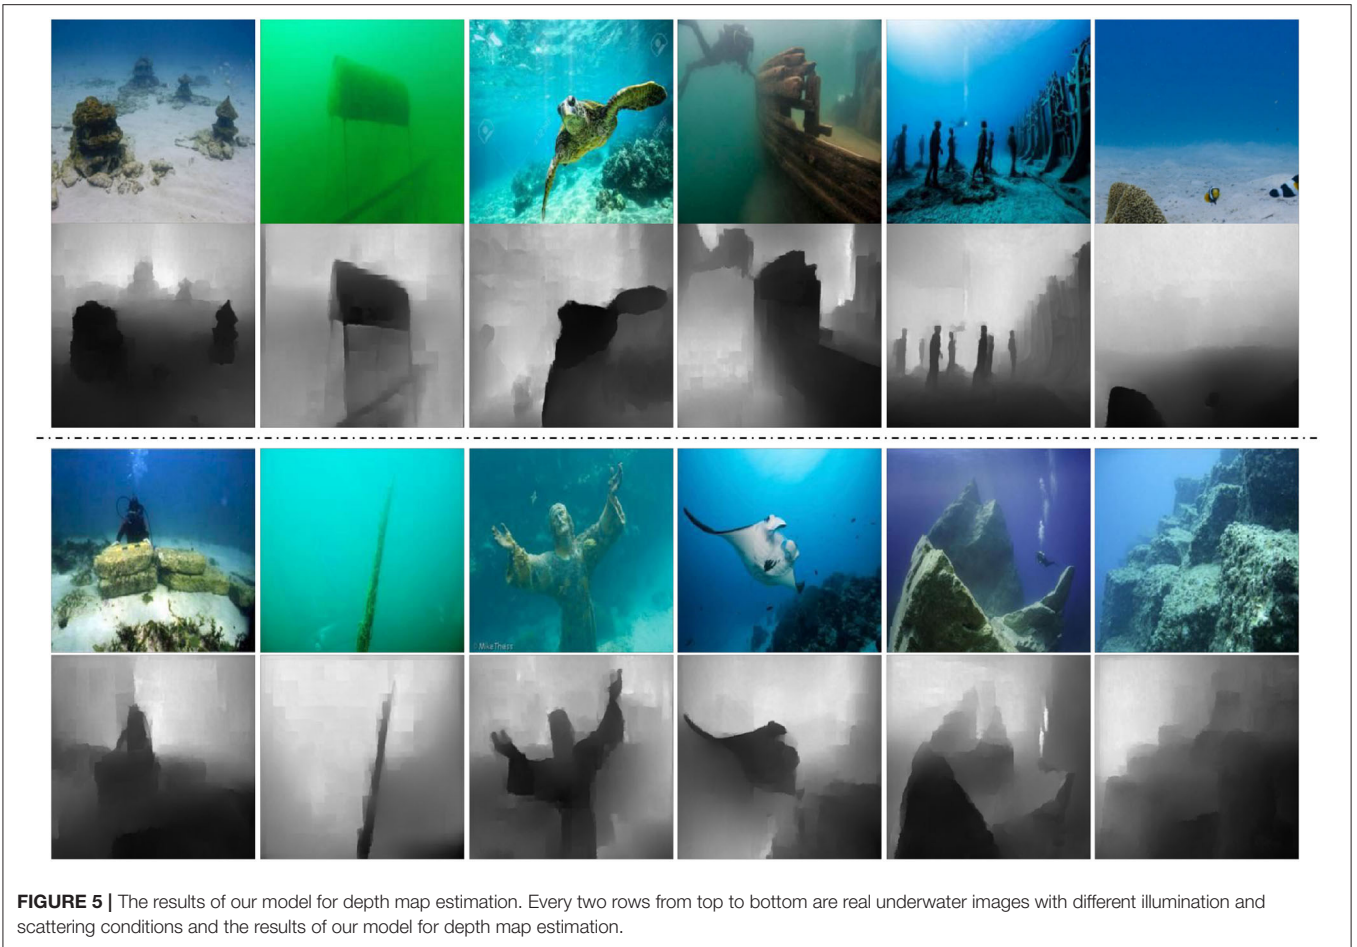 MikeTheiss
FIGURE 5 | The results of our model for depth map estimation. Every two rows from top to bottom are real underwater images with different illumination and
scattering conditions and the results of our model for depth map estimation.